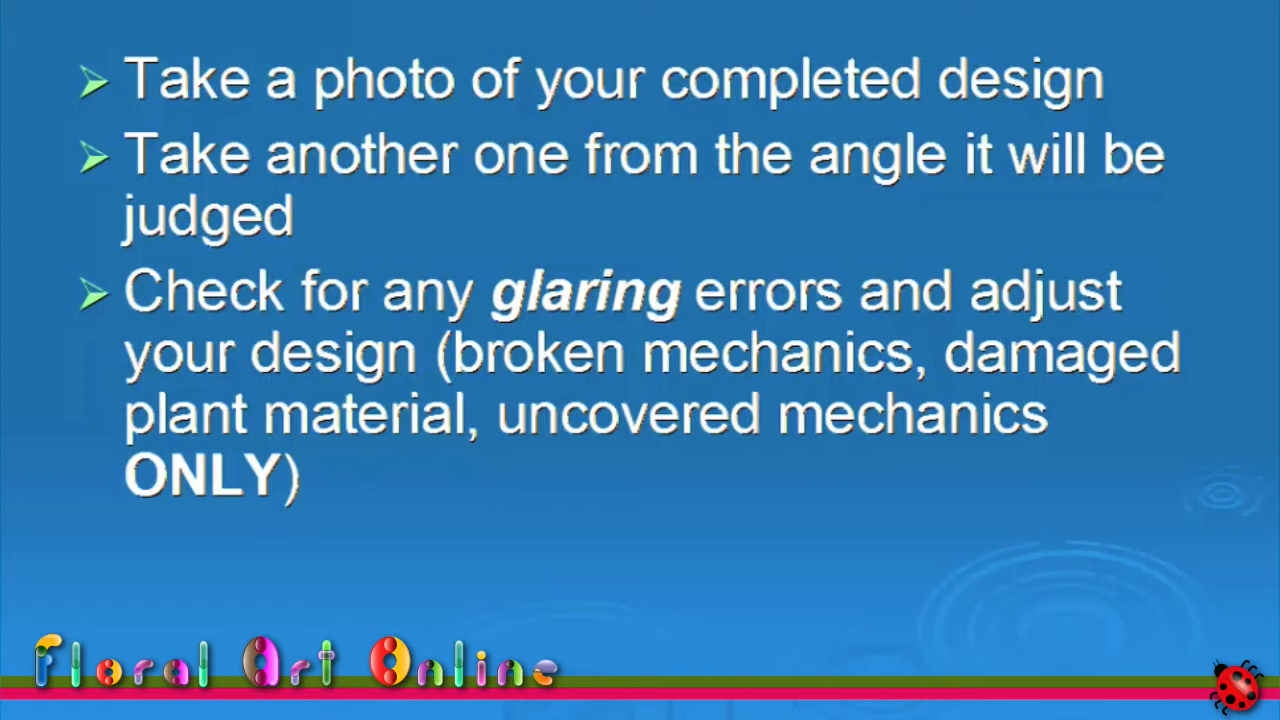 Take a photo of your completed design
Take another one from the angle it will be
judged
Check for any glaring errors and adjust
your design (broken mechanics, damaged
plant material, uncovered mechanics
ONLY)
Floral Art Online